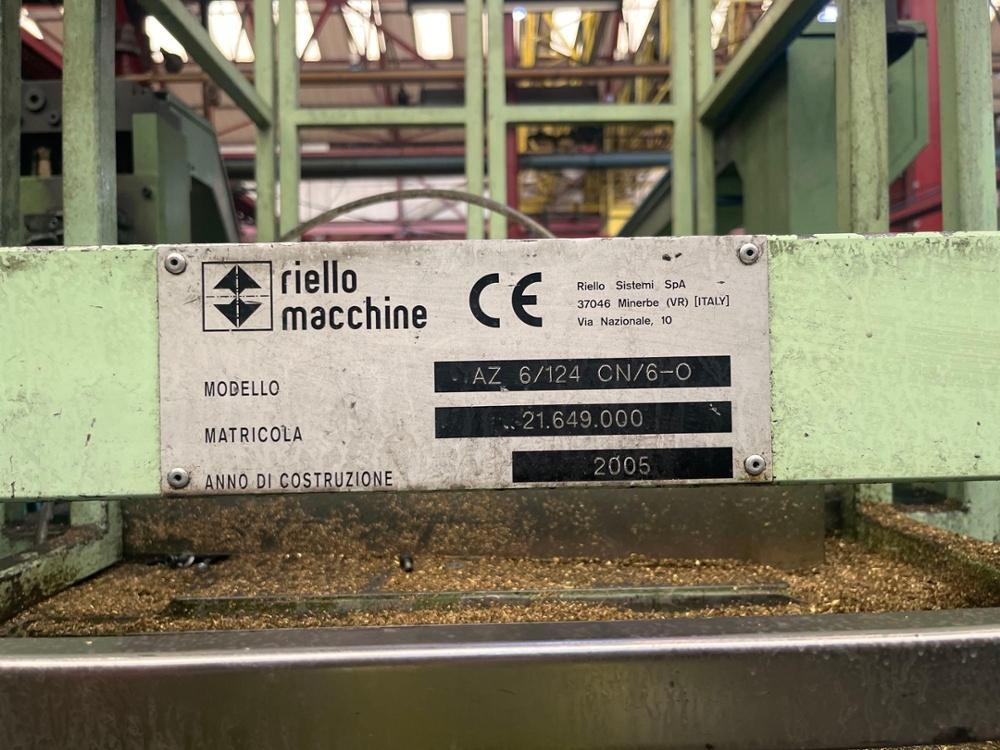 riello
macchine
CE
Riello Sistemi SpA
37046 Minerbe (VR) [ITALY]
Via Nazionale, 10
MODELLO AZ 6/124 CN/6-O
MATRICOLA 21.649.000
ANNO DI COSTRUZIONE 2005